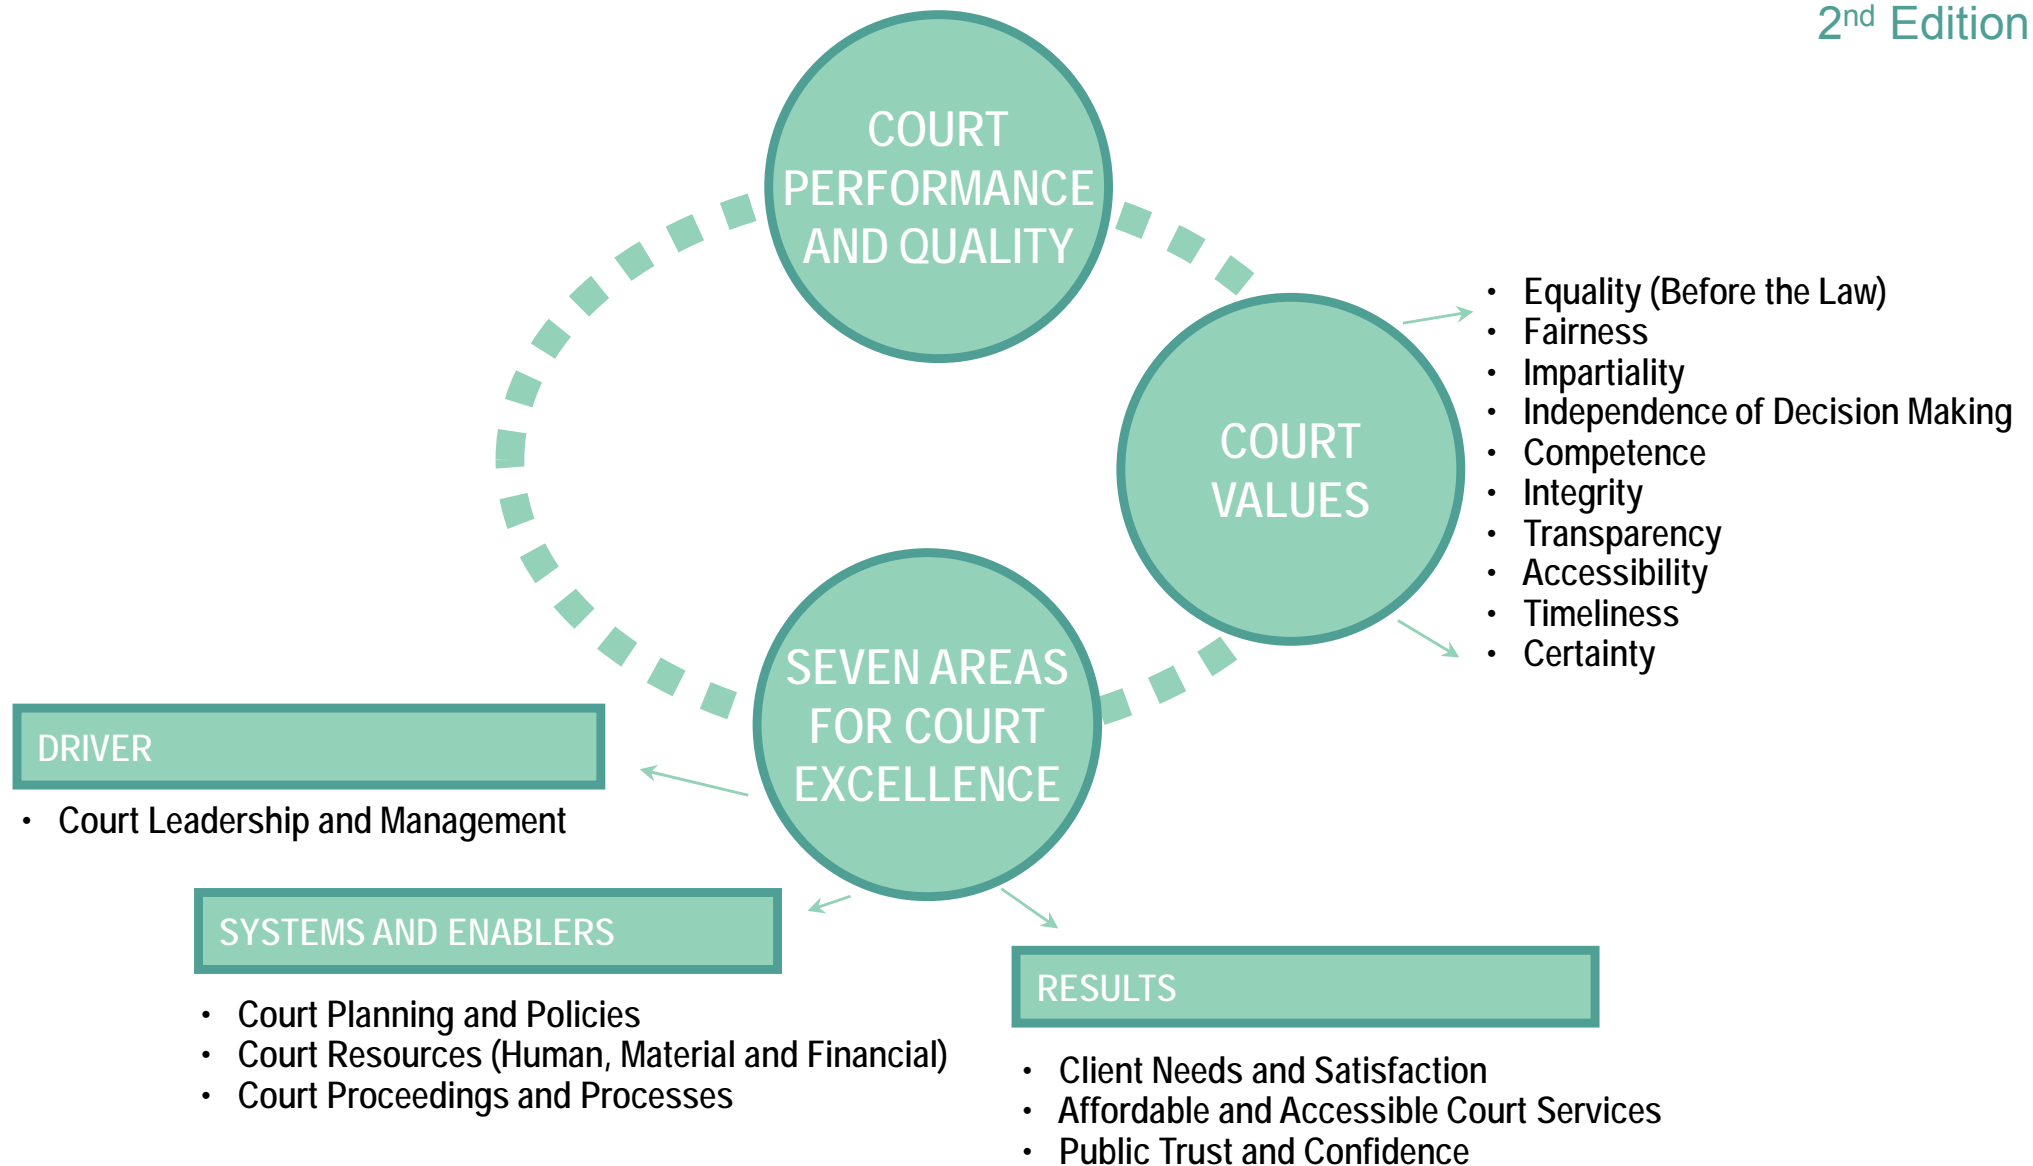 2nd Edition
COURT
PERFORMANCE
AND QUALITY
COURT
VALUES
• Equality (Before the Law)
• Fairness
• Impartiality
• Independence of Decision Making
• Competence
• Integrity
• Transparency
• Accessibility
• Timeliness
• Certainty
SEVEN AREAS
FOR COURT
EXCELLENCE
DRIVER
• Court Leadership and Management
SYSTEMS AND ENABLERS
• Court Planning and Policies
• Court Resources (Human, Material and Financial)
• Court Proceedings and Processes
RESULTS
• Client Needs and Satisfaction
• Affordable and Accessible Court Services
• Public Trust and Confidence